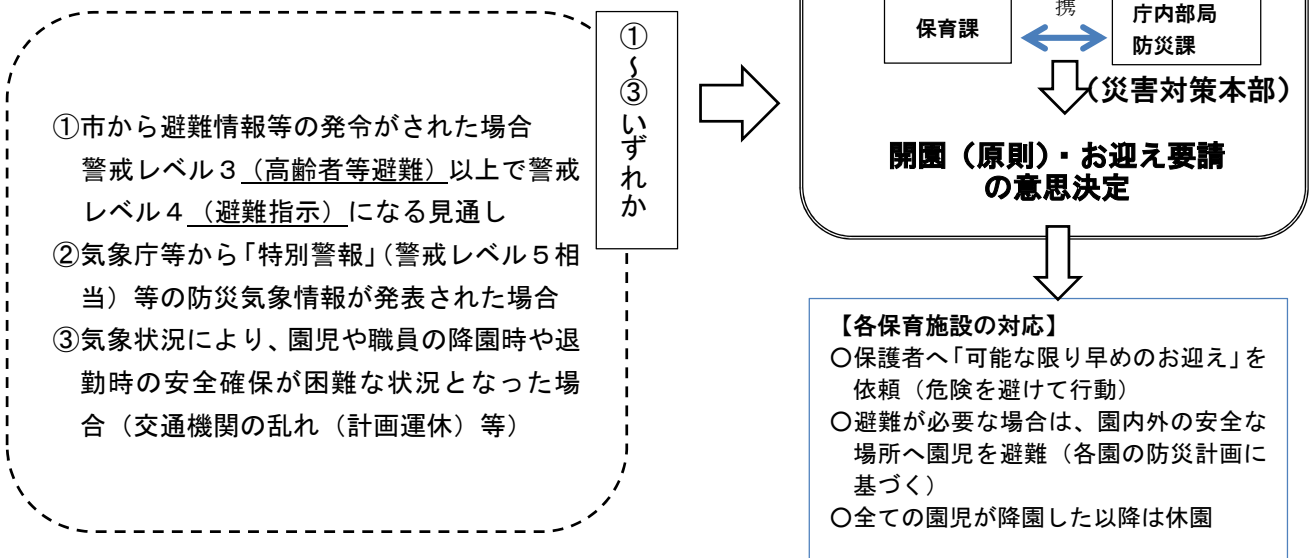 ①市から避難情報等の発令がされた場合
警戒レベル３（高齢者等避難）以上で警戒
レベル４（避難指示）になる見通し
②気象庁等から「特別警報」（警戒レベル５相
当）等の防災気象情報が発表された場合
③気象状況により、園児や職員の降園時や退
勤時の安全確保が困難な状況となった場
合（交通機関の乱れ（計画運休）等）
①～③いずれか
保育課
携
庁内部局
防災課
（災害対策本部）
開園（原則）・お迎え要請
の意思決定
【各保育施設の対応】
〇保護者へ「可能な限り早めのお迎え」を
依頼（危険を避けて行動）
〇避難が必要な場合は、園内外の安全な
場所へ園児を避難（各園の防災計画に
基づく）
〇全ての園児が降園した以降は休園